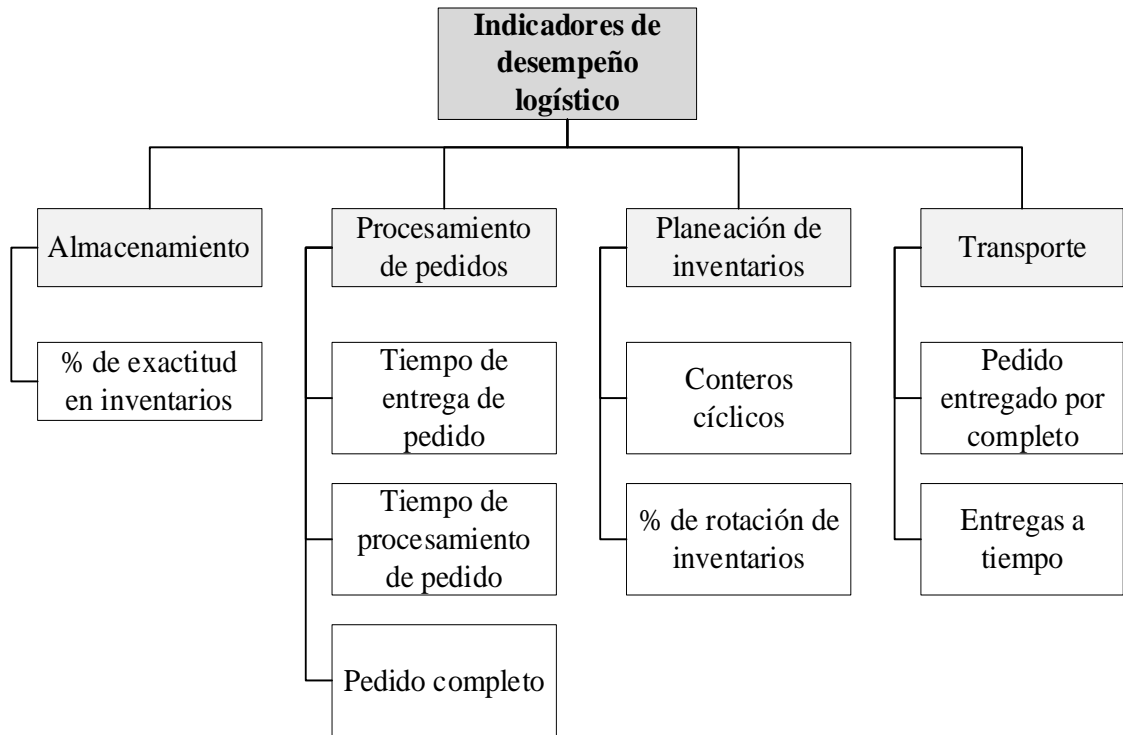 Indicadores de
desempeño
logístico
Almacenamiento
% de exactitud
en inventarios
Procesamiento
de pedidos
Tiempo de
entrega de
pedido
Tiempo de
procesamiento
de pedido
Pedido completo
Planeación de
inventarios
Conteros
cíclicos
% de rotación de
inventarios
Transporte
Pedido
entregado por
completo
Entregas a
tiempo